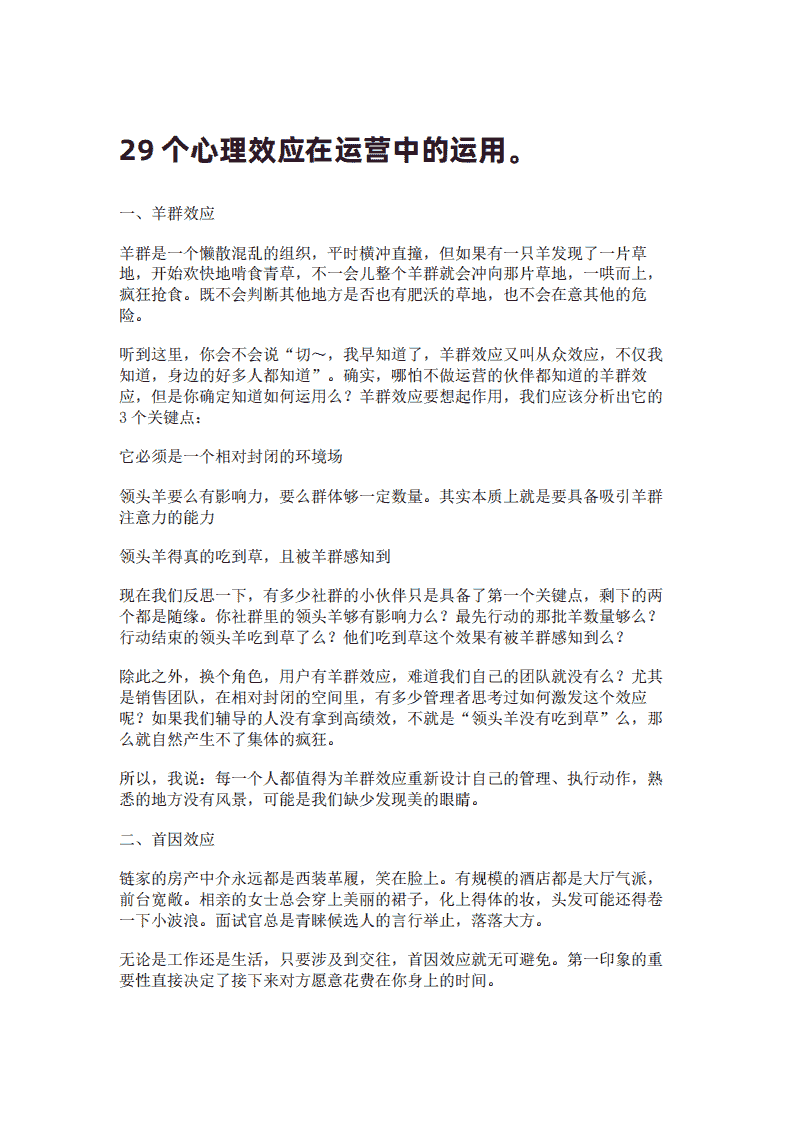 29 个心理效应在运营中的运用。
一、羊群效应
羊群是一个懒散混乱的组织，平时横冲直撞，但如果有一只羊发现了一片草
地，开始欢快地啃食青草，不一会儿整个羊群就会冲向那片草地，一哄而上，
疯狂抢食。既不会判断其他地方是否也有肥沃的草地，也不会在意其他的危
险。
听到这里，你会不会说“切～，我早知道了，羊群效应又叫从众效应，不仅我
知道，身边的好多人都知道”。确实，哪怕不做运营的伙伴都知道的羊群效
应，但是你确定知道如何运用么？羊群效应要想起作用，我们应该分析出它的
3 个关键点：
它必须是一个相对封闭的环境场
领头羊要么有影响力，要么群体够一定数量。其实本质上就是要具备吸引羊群
注意力的能力
领头羊得真的吃到草，且被羊群感知到
现在我们反思一下，有多少社群的小伙伴只是具备了第一个关键点，剩下的两
个都是随缘。你社群里的领头羊够有影响力么？最先行动的那批羊数量够么？
行动结束的领头羊吃到草了么？他们吃到草这个效果有被羊群感知到么？
除此之外，换个角色，用户有羊群效应，难道我们自己的团队就没有么？尤其
是销售团队，在相对封闭的空间里，有多少管理者思考过如何激发这个效应
呢？如果我们辅导的人没有拿到高绩效，不就是“领头羊没有吃到草”么，那
么就自然产生不了集体的疯狂。
所以，我说：每一个人都值得为羊群效应重新设计自己的管理、执行动作，熟
悉的地方没有风景，可能是我们缺少发现美的眼睛。
二、首因效应
链家的房产中介永远都是西装革履，笑在脸上。有规模的酒店都是大厅气派，
前台宽敞。相亲的女士总会穿上美丽的裙子，化上得体的妆，头发可能还得卷
一下小波浪。面试官总是青睐候选人的言行举止，落落大方。
无论是工作还是生活，只要涉及到交往，首因效应就无可避免。第一印象的重
要性直接决定了接下来对方愿意花费在你身上的时间。